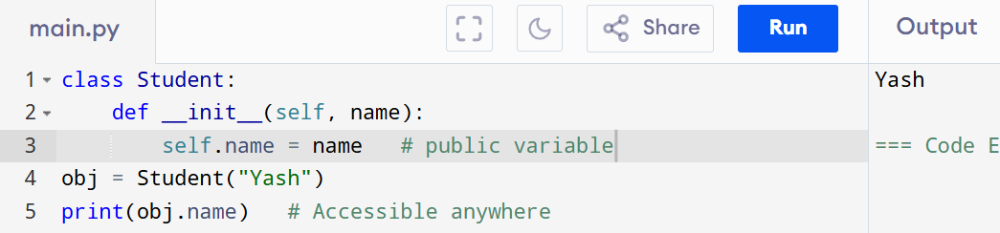 main.py
Share
Run
Output
1 class Student:
2     def __init__(self, name):
3         self.name = name   # public variable
4 obj = Student("Yash")
5 print(obj.name)   # Accessible anywhere
Yash
=== Code E